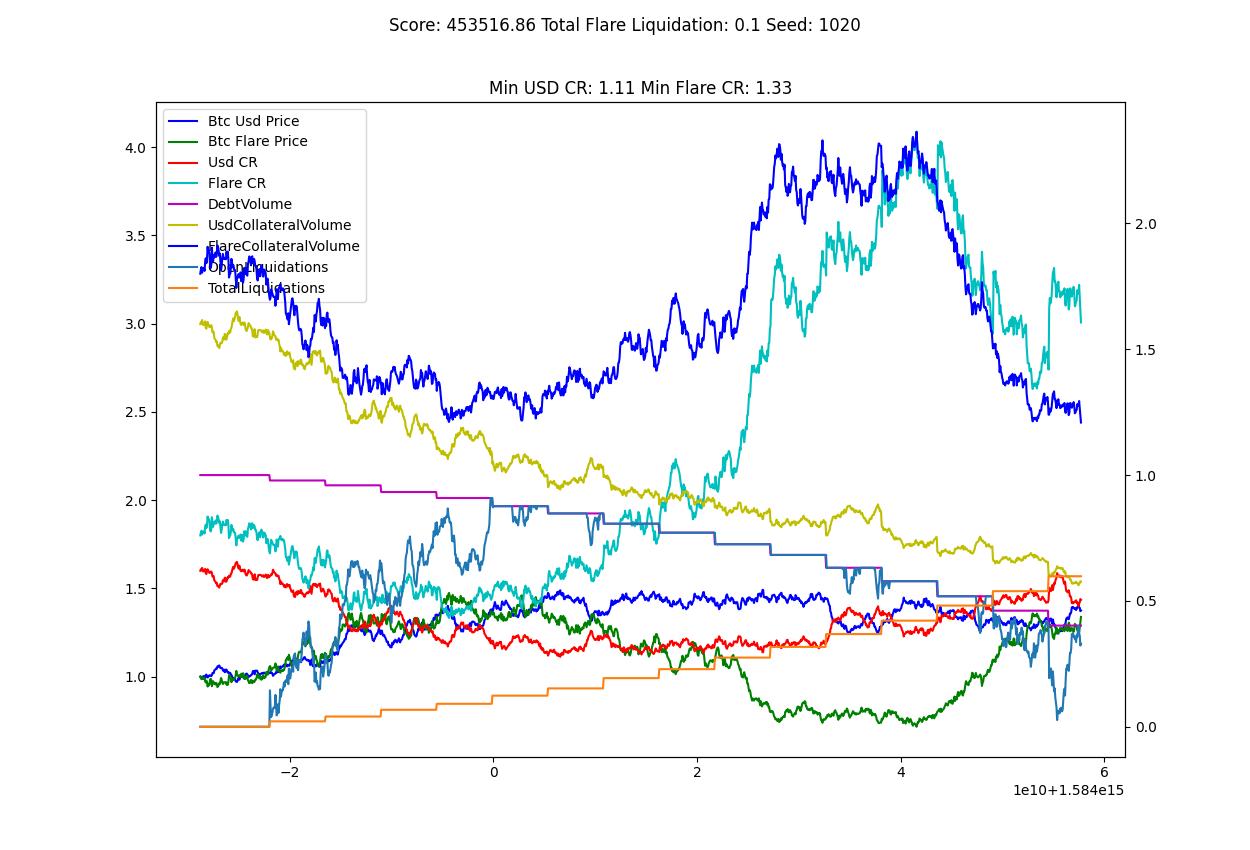 Score: 453516.86 Total Flare Liquidation: 0.1 Seed: 1020
Min USD CR: 1.11 Min Flare CR: 1.33
Btc Usd Price
Btc Flare Price
Usd CR
Flare CR
DebtVolume
UsdCollateralVolume
FlareCollateralVolume
OpenLiquidations
TotalLiquidations
4.0
3.5
3.0
2.5
2.0
1.5
1.0
2.0
1.5
1.0
0.5
0.0
−2
0
2
4
6
1e10+1.584e15